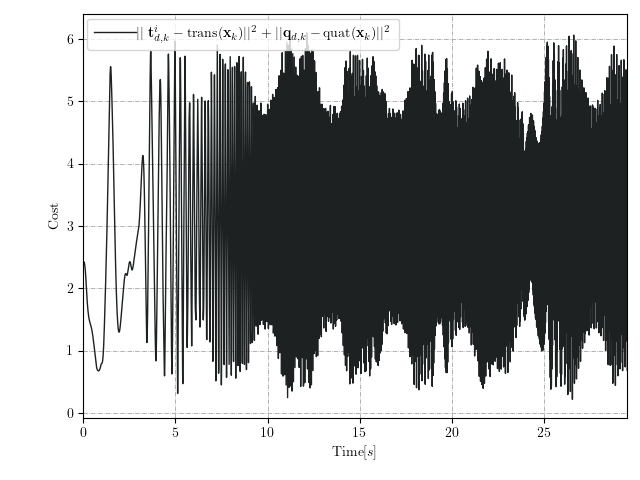 || t^i_{d,k} − trans(x_k)||² + ||q_{d,k} − quat(x_k)||²
6
5
4
3
2
1
0
Cost
0 5 10 15 20 25
Time[s]